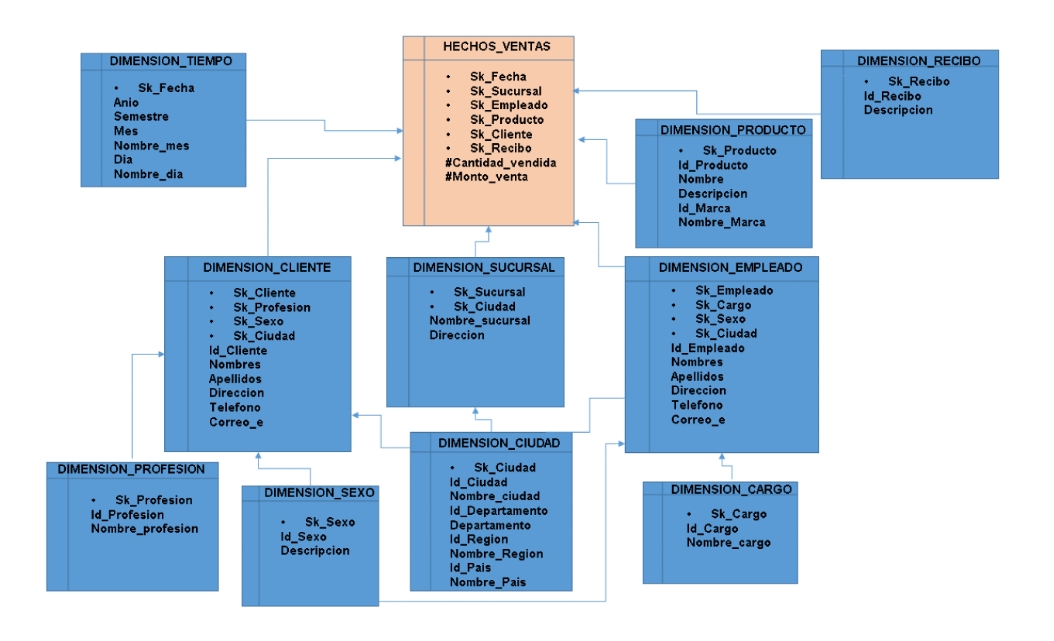 HECHOS_VENTAS
• Sk_Fecha
• Sk_Sucursal
• Sk_Empleado
• Sk_Producto
• Sk_Cliente
• Sk_Recibo
#Cantidad_vendida
#Monto_venta
DIMENSION_TIEMPO
• Sk_Fecha
Anio
Semestre
Mes
Nombre_mes
Dia
Nombre_dia
DIMENSION_RECIBO
• Sk_Recibo
Id_Recibo
Descripcion
DIMENSION_PRODUCTO
• Sk_Producto
Id_Producto
Nombre
Descripcion
Id_Marca
Nombre_Marca
DIMENSION_CLIENTE
• Sk_Cliente
• Sk_Profesion
• Sk_Sexo
• Sk_Ciudad
Id_Cliente
Nombres
Apellidos
Direccion
Telefono
Correo_e
DIMENSION_SUCURSAL
• Sk_Sucursal
• Sk_Ciudad
Nombre_sucursal
Direccion
DIMENSION_EMPLEADO
• Sk_Empleado
• Sk_Cargo
• Sk_Sexo
• Sk_Ciudad
Id_Empleado
Nombres
Apellidos
Direccion
Telefono
Correo_e
DIMENSION_PROFESION
• Sk_Profesion
Id_Profesion
Nombre_profesion
DIMENSION_SEXO
• Sk_Sexo
Id_Sexo
Descripcion
DIMENSION_CIUDAD
• Sk_Ciudad
Id_Ciudad
Nombre_ciudad
Id_Departamento
Departamento
Id_Region
Nombre_Region
Id_Pais
Nombre_Pais
DIMENSION_CARGO
• Sk_Cargo
Id_Cargo
Nombre_cargo